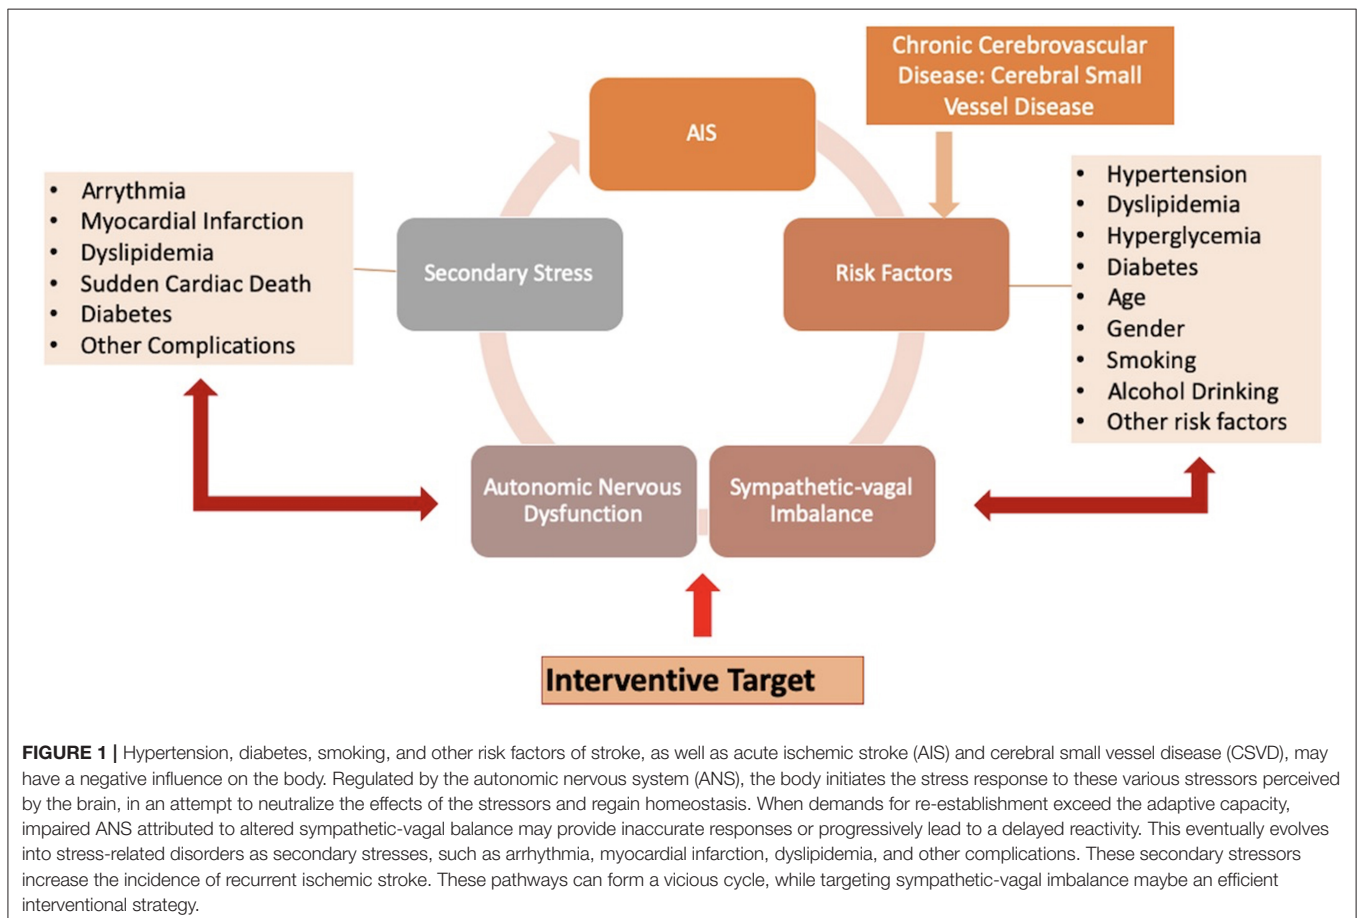 Chronic Cerebrovascular
Disease: Cerebral Small
Vessel Disease
AIS
• Arrythmia
• Myocardial Infarction
• Dyslipidemia
• Sudden Cardiac Death
• Diabetes
• Other Complications
Secondary Stress
Risk Factors
• Hypertension
• Dyslipidemia
• Hyperglycemia
• Diabetes
• Age
• Gender
• Smoking
• Alcohol Drinking
• Other risk factors
Autonomic Nervous
Dysfunction
Sympathetic-vagal
Imbalance
Interventive Target
FIGURE 1 | Hypertension, diabetes, smoking, and other risk factors of stroke, as well as acute ischemic stroke (AIS) and cerebral small vessel disease (CSVD), may
have a negative influence on the body. Regulated by the autonomic nervous system (ANS), the body initiates the stress response to these various stressors perceived
by the brain, in an attempt to neutralize the effects of the stressors and regain homeostasis. When demands for re-establishment exceed the adaptive capacity,
impaired ANS attributed to altered sympathetic-vagal balance may provide inaccurate responses or progressively lead to a delayed reactivity. This eventually evolves
into stress-related disorders as secondary stresses, such as arrhythmia, myocardial infarction, dyslipidemia, and other complications. These secondary stressors
increase the incidence of recurrent ischemic stroke. These pathways can form a vicious cycle, while targeting sympathetic-vagal imbalance maybe an efficient
interventional strategy.